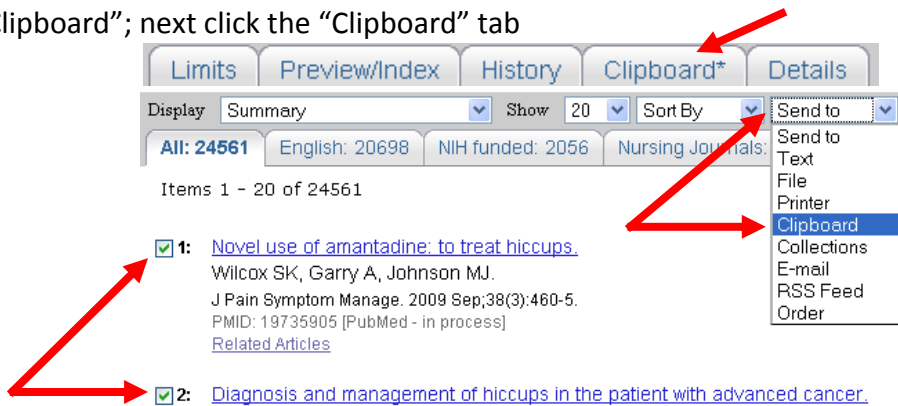 Clipboard”; next click the “Clipboard” tab
Limits Preview/Index History Clipboard* Details
Display Summary Show 20 Sort By Send to
All: 24561 English: 20698 NIH funded: 2056 Nursing Journals:
Send to
Text
File
Printer
Clipboard
Collections
E-mail
RSS Feed
Order
Items 1 - 20 of 24561
1: Novel use of amantadine: to treat hiccups.
Wilcox SK, Garry A, Johnson MJ.
J Pain Symptom Manage. 2009 Sep;38(3):460-5.
PMID: 19735905 [PubMed - in process]
Related Articles
2: Diagnosis and management of hiccups in the patient with advanced cancer.